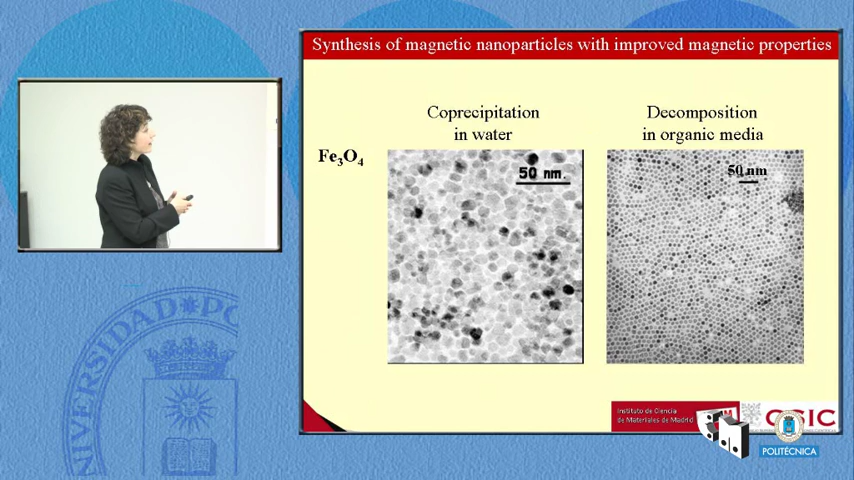 Synthesis of magnetic nanoparticles with improved magnetic properties
Coprecipitation
in water
Decomposition
in organic media
Fe₃O₄
50 nm.
50 nm
Instituto de Ciencia
de Materiales de Madrid
CSIC
POLITÉCNICA
UNIVERSIDAD PO